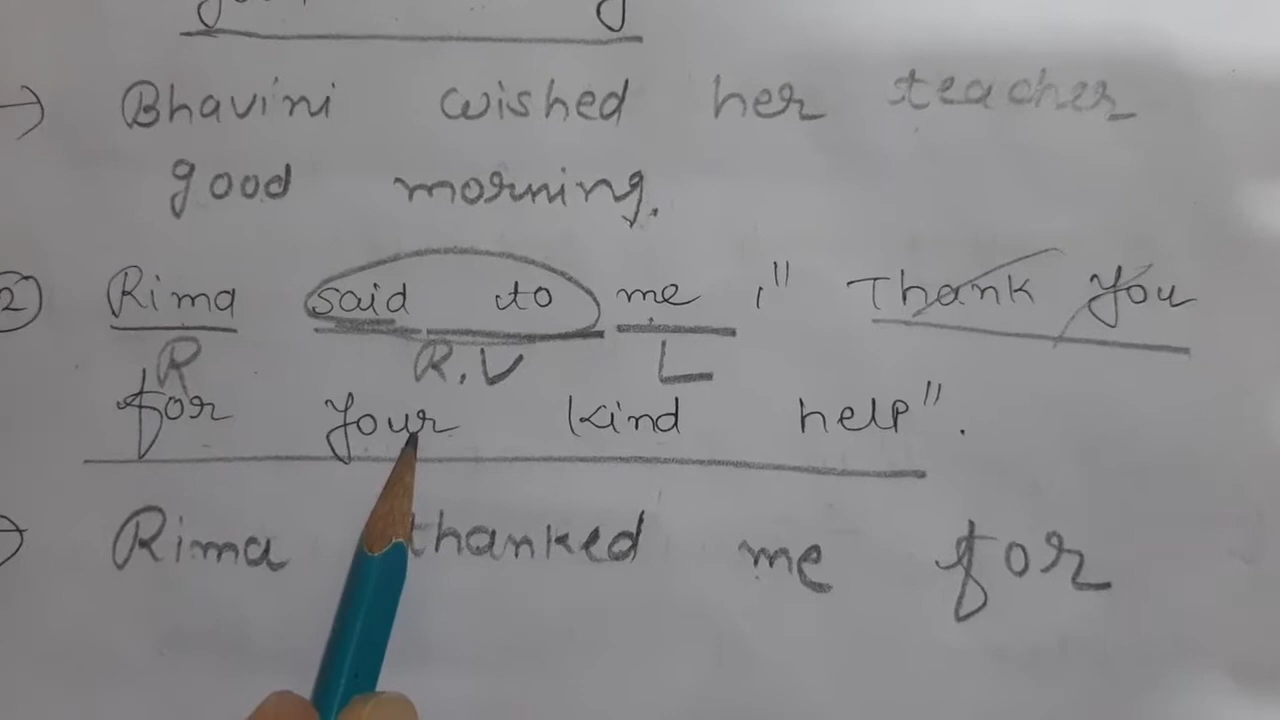 → Bhavini wished her teacher
good morning.
② Rima said to me ," Thank you
R R.V L
for your kind help".
→ Rima thanked me for